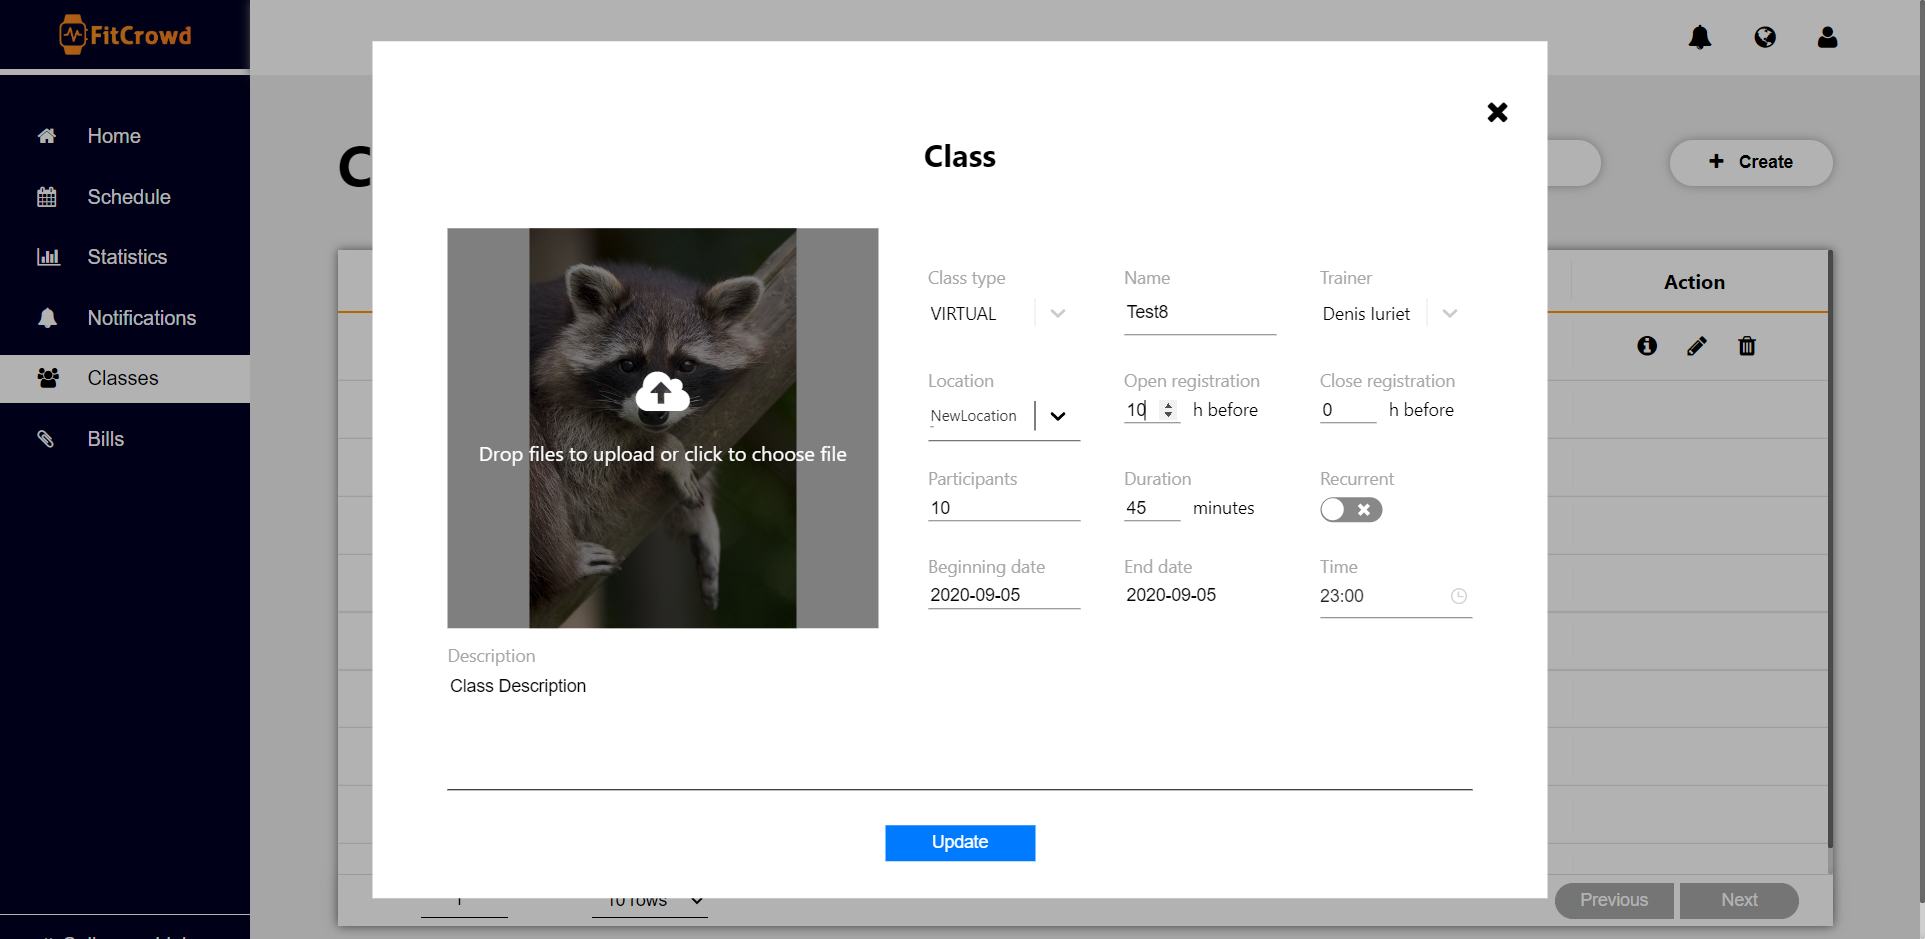 FitCrowd
Home
Schedule
Statistics
Notifications
Classes
Bills
C
Create
Action
Class
Drop files to upload or click to choose file
Class type
VIRTUAL
Name
Test8
Trainer
Denis Iuriet
Location
NewLocation
Open registration
10 h before
Close registration
0 h before
Participants
10
Duration
45 minutes
Recurrent
Beginning date
2020-09-05
End date
2020-09-05
Time
23:00
Description
Class Description
Update
1
10 rows
Previous
Next